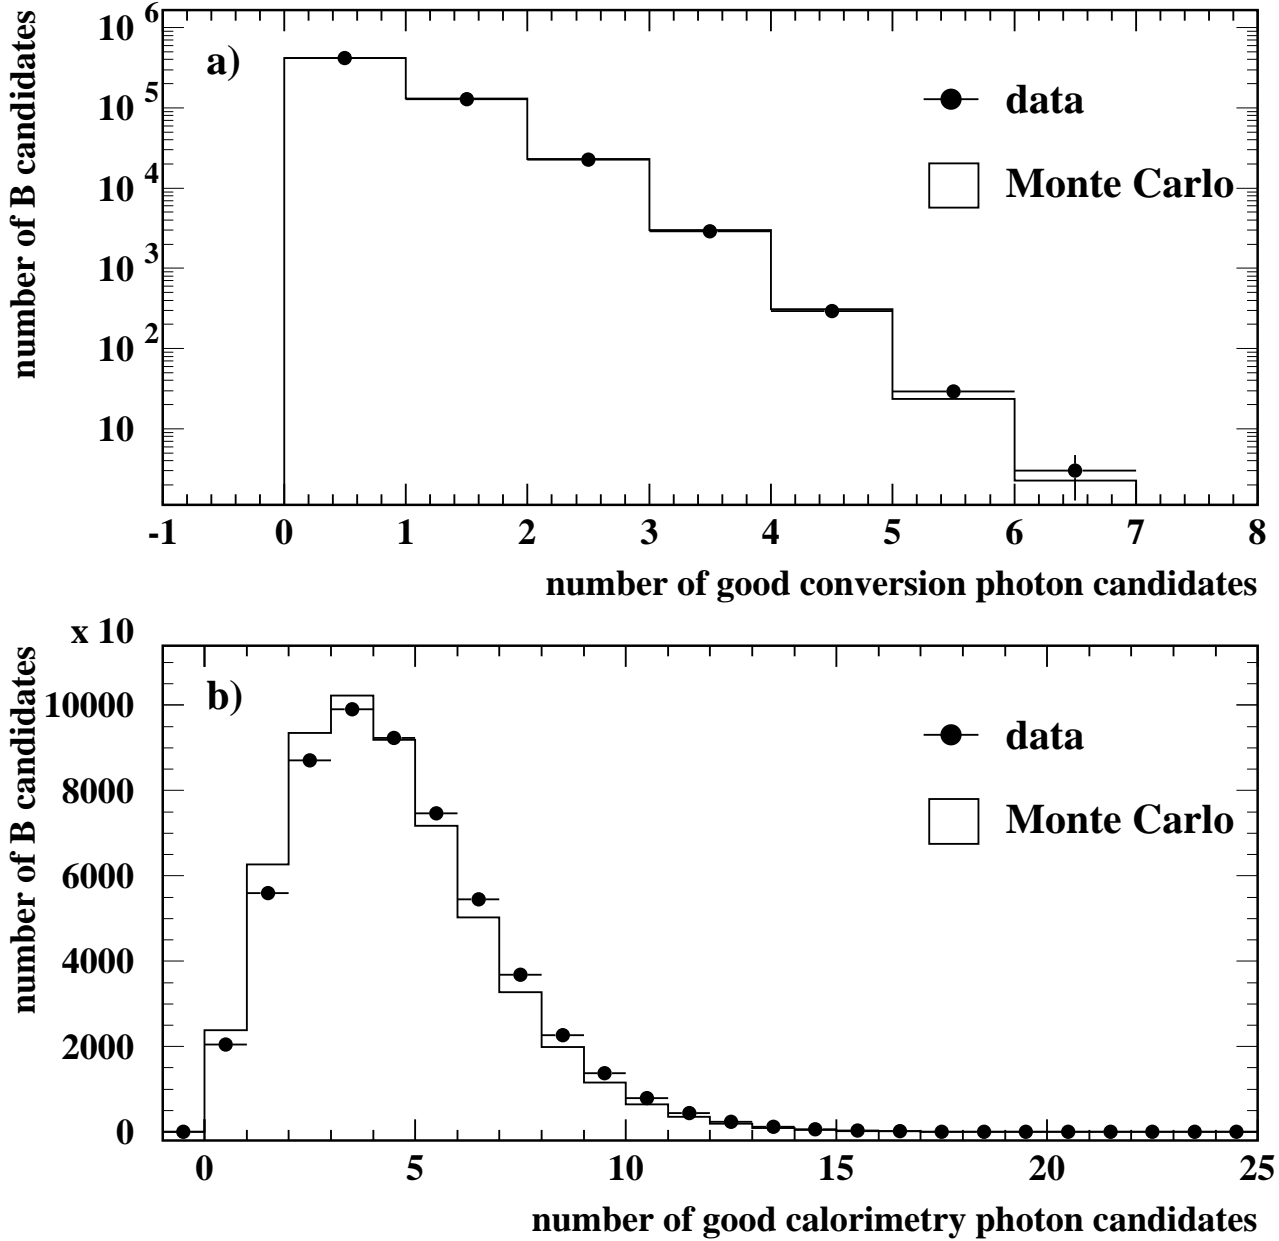 number of B candidates
a)
10 6
10 5
10 4
10 3
10 2
10
data
Monte Carlo
-1 0 1 2 3 4 5 6 7 8
number of good conversion photon candidates
x 10
number of B candidates
b)
10000
8000
6000
4000
2000
0
data
Monte Carlo
0 5 10 15 20 25
number of good calorimetry photon candidates